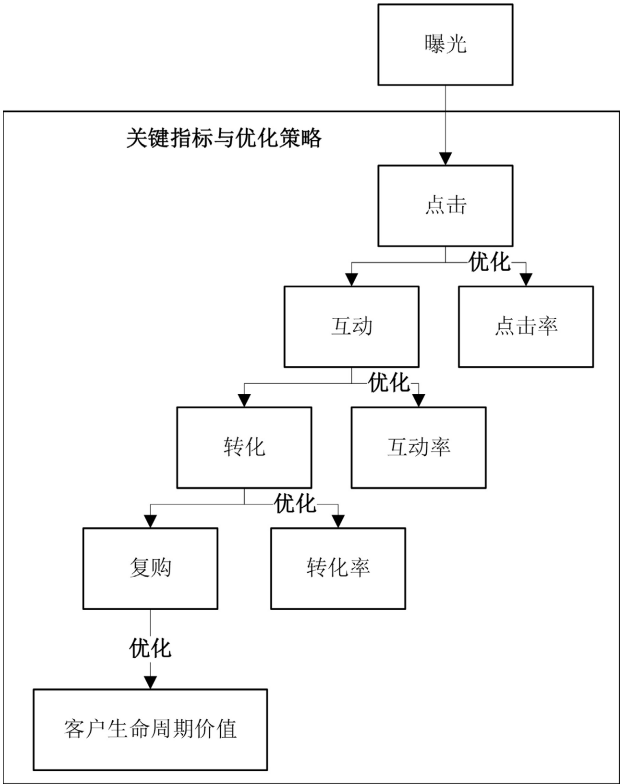 曝光
关键指标与优化策略
点击
优化
互动
点击率
优化
转化
互动率
优化
复购
转化率
优化
客户生命周期价值